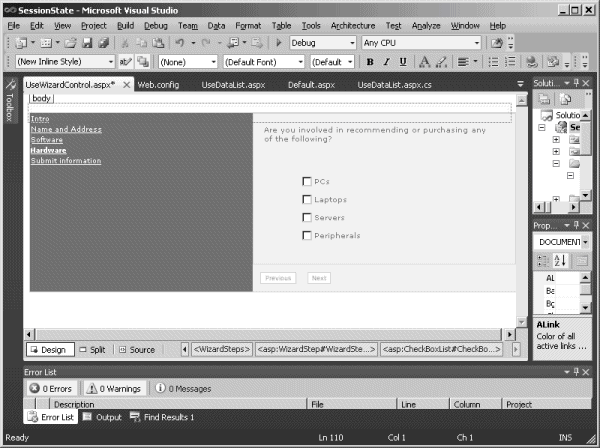 SessionState - Microsoft Visual Studio
File Edit View Project Build Debug Team Data Format Table Tools Architecture Test Analyze Window Help
Debug Any CPU
(New Inline Style) (None) (Default Font) (Default B I U A
UseWizardControl.aspx* Web.config UseDataList.aspx Default.aspx UseDataList.aspx.cs
Toolbox
body
Intro
Name and Address
Software
Hardware
Submit information
Are you involved in recommending or purchasing any
of the following?
PCs
Laptops
Servers
Peripherals
Previous Next
Design Split Source <WizardSteps> <asp:WizardStep#WizardSte...> <asp:CheckBoxList#CheckBo...>
Soluti...
Solutio
Se
Prop...
DOCUMENT
ALi
Ba
Bg
ALink
Color of all
active links ...
Error List
0 Errors 0 Warnings 0 Messages
Description File Line Column Project
Error List Output Find Results 1
Ready Ln 110 Col 1 Ch 1 INS